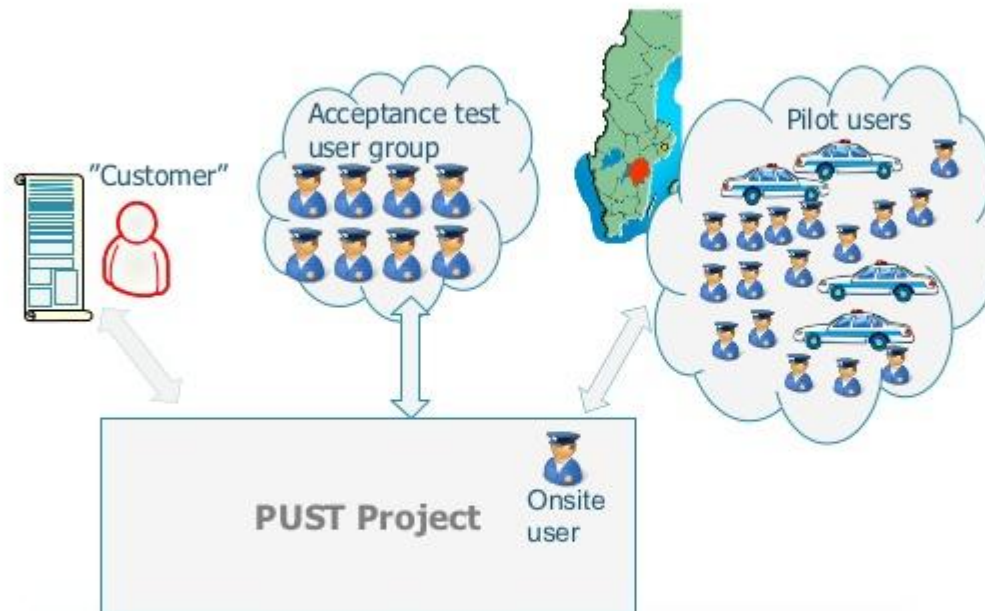 "Customer"
Acceptance test
user group
Pilot users
PUST Project
Onsite
user